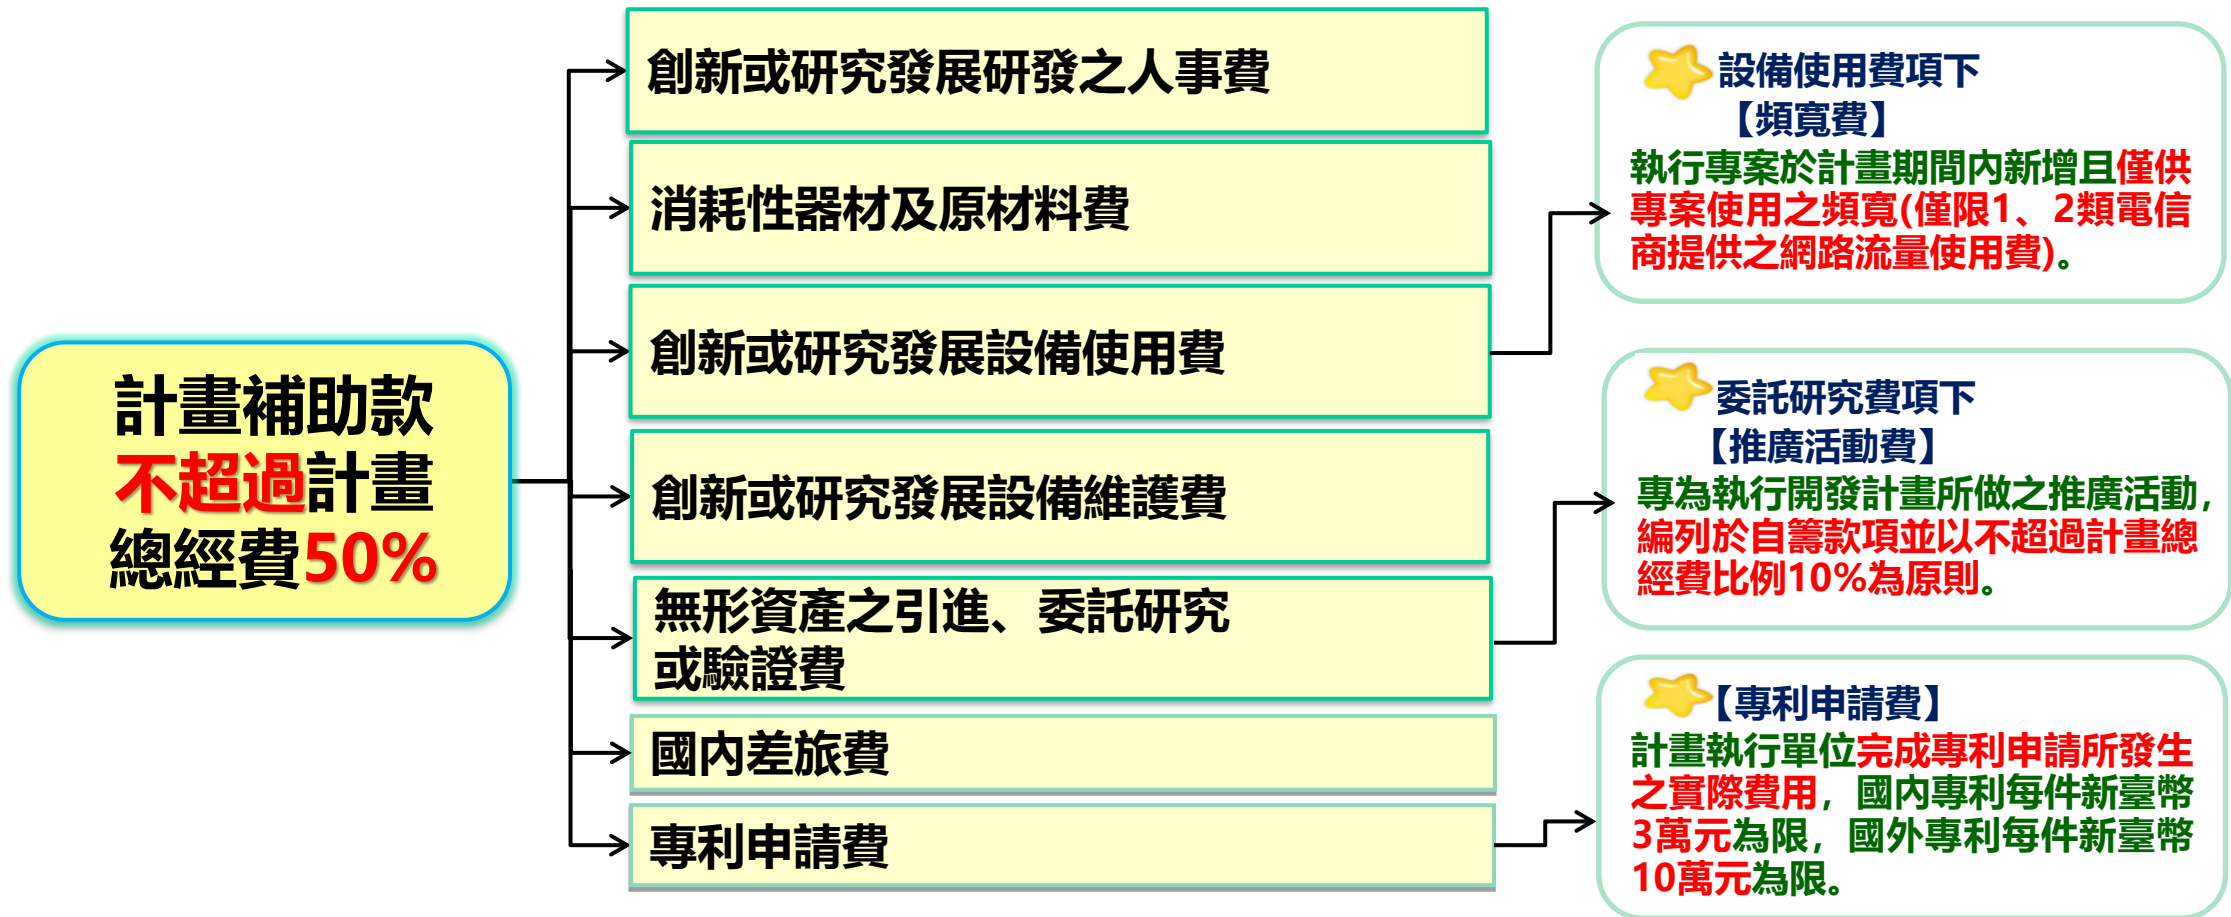 計畫補助款
不超過計畫
總經費50%
創新或研究發展研發之人事費
消耗性器材及原材料費
創新或研究發展設備使用費
創新或研究發展設備維護費
無形資產之引進、委託研究
或驗證費
國內差旅費
專利申請費
設備使用費項下
【頻寬費】
執行專案於計畫期間內新增且僅供
專案使用之頻寬(僅限1、2類電信
商提供之網路流量使用費)。
委託研究費項下
【推廣活動費】
專為執行開發計畫所做之推廣活動，
編列於自籌款項並以不超過計畫總
經費比例10%為原則。
【專利申請費】
計畫執行單位完成專利申請所發生
之實際費用，國內專利每件新臺幣
3萬元為限，國外專利每件新臺幣
10萬元為限。